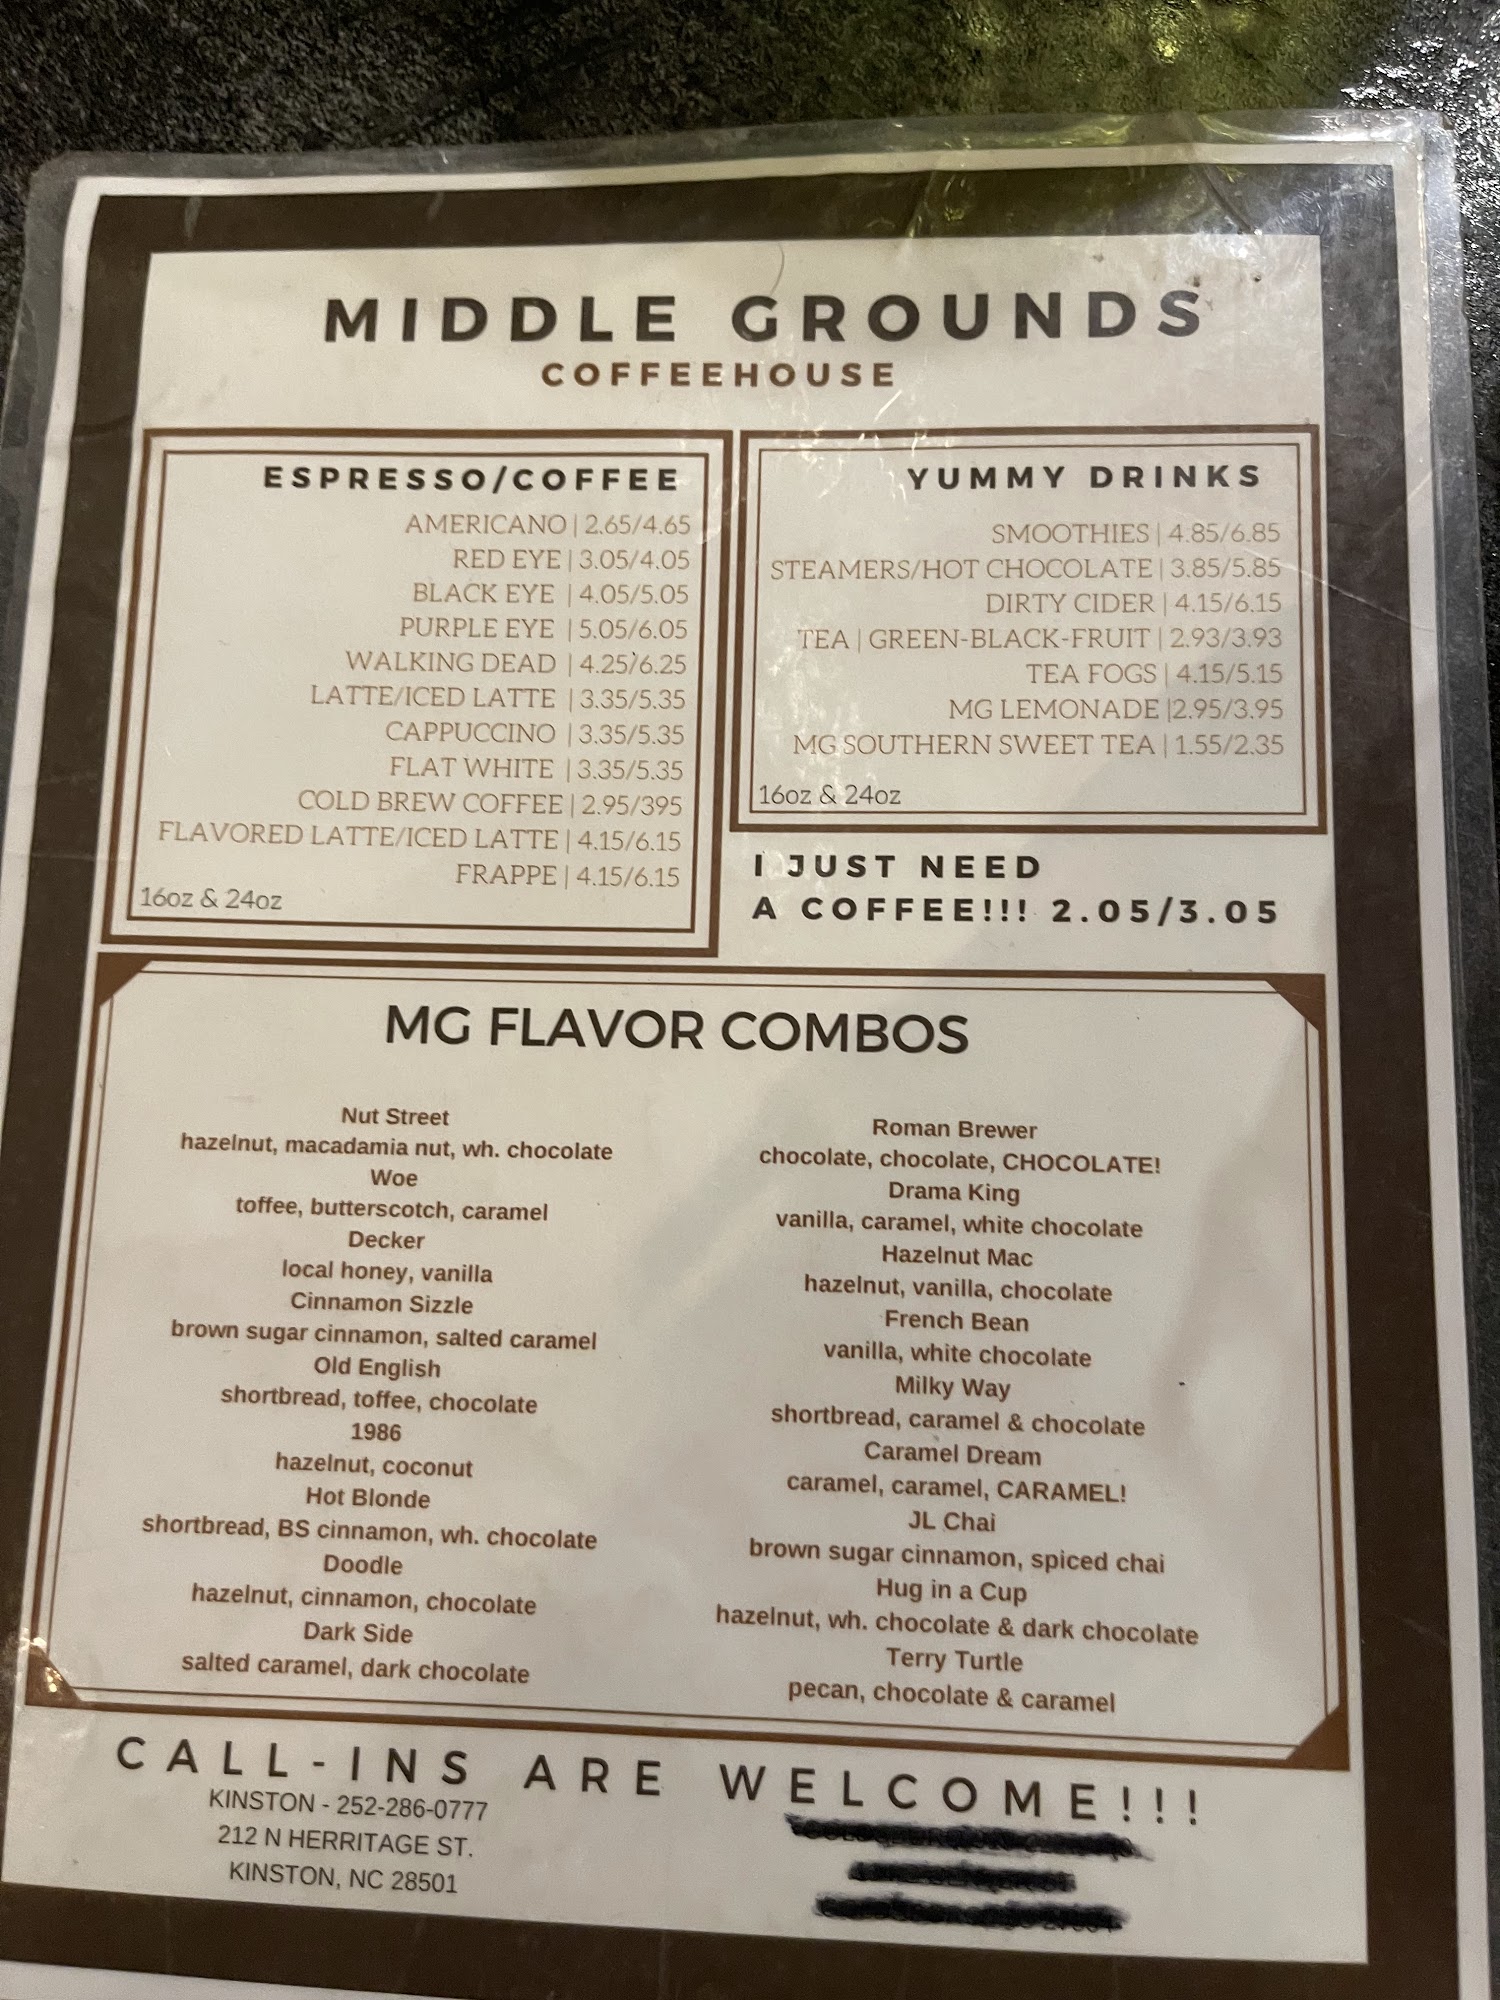 MIDDLE GROUNDS
COFFEEHOUSE
ESPRESSO/COFFEE
AMERICANO | 2.65/4.65
RED EYE | 3.05/4.05
BLACK EYE | 4.05/5.05
PURPLE EYE | 5.05/6.05
WALKING DEAD | 4.25/6.25
LATTE/ICED LATTE | 3.35/5.35
CAPPUCCINO | 3.35/5.35
FLAT WHITE | 3.35/5.35
COLD BREW COFFEE | 2.95/395
FLAVORED LATTE/ICED LATTE | 4.15/6.15
FRAPPE | 4.15/6.15
16oz & 24oz
YUMMY DRINKS
SMOOTHIES | 4.85/6.85
STEAMERS/HOT CHOCOLATE | 3.85/5.85
DIRTY CIDER | 4.15/6.15
TEA | GREEN-BLACK-FRUIT | 2.93/3.93
TEA FOGS | 4.15/5.15
MG LEMONADE |2.95/3.95
MG SOUTHERN SWEET TEA | 1.55/2.35
16oz & 24oz
I JUST NEED
A COFFEE!!! 2.05/3.05
MG FLAVOR COMBOS
Nut Street
hazelnut, macadamia nut, wh. chocolate
Woe
toffee, butterscotch, caramel
Decker
local honey, vanilla
Cinnamon Sizzle
brown sugar cinnamon, salted caramel
Old English
shortbread, toffee, chocolate
1986
hazelnut, coconut
Hot Blonde
shortbread, BS cinnamon, wh. chocolate
Doodle
hazelnut, cinnamon, chocolate
Dark Side
salted caramel, dark chocolate
Roman Brewer
chocolate, chocolate, CHOCOLATE!
Drama King
vanilla, caramel, white chocolate
Hazelnut Mac
hazelnut, vanilla, chocolate
French Bean
vanilla, white chocolate
Milky Way
shortbread, caramel & chocolate
Caramel Dream
caramel, caramel, CARAMEL!
JL Chai
brown sugar cinnamon, spiced chai
Hug in a Cup
hazelnut, wh. chocolate & dark chocolate
Terry Turtle
pecan, chocolate & caramel
CALL-INS ARE WELCOME!!!
KINSTON - 252-286-0777
212 N HERRITAGE ST.
KINSTON, NC 28501